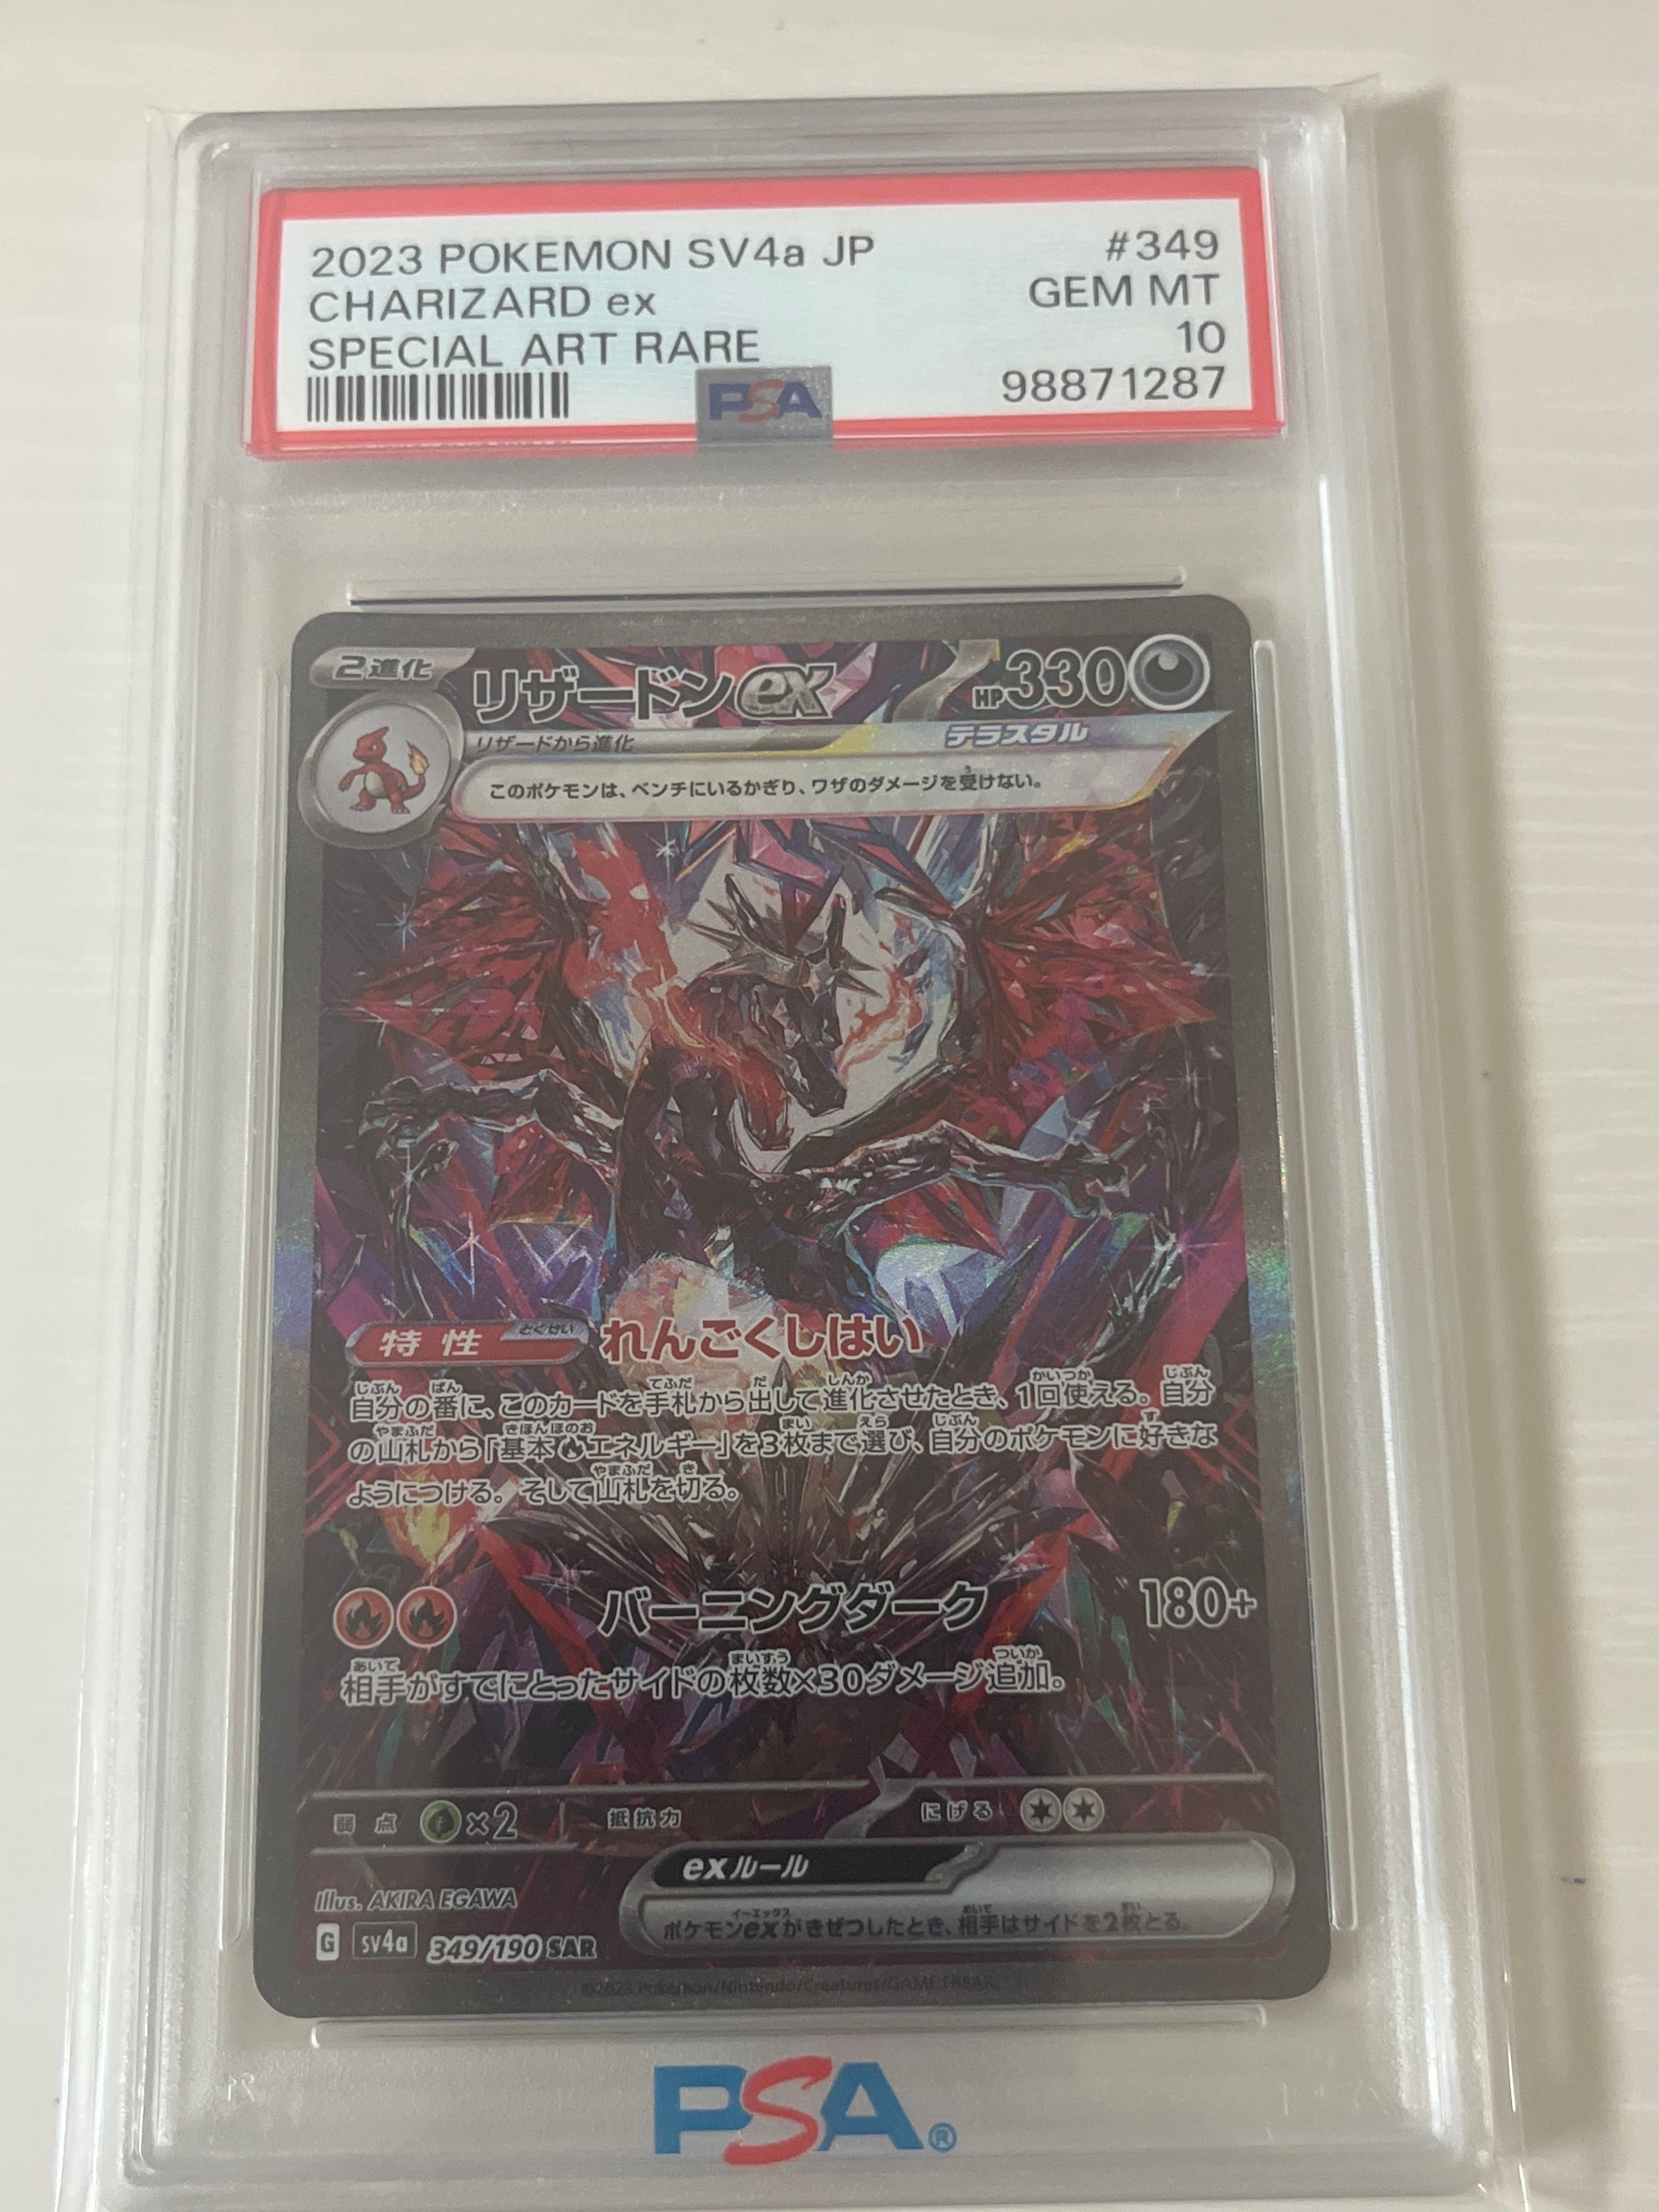 2023 POKEMON SV4a JP #349
CHARIZARD ex GEM MT
SPECIAL ART RARE 10
PSA 98871287
2進化 リザードンex HP330
リザードから進化 テラスタル
このポケモンは、ベンチにいるかぎり、ワザのダメージを受けない。
特性 とくせい れんごくしはい
自分の番に、このカードを手札から出して進化させたとき、1回使える。自分
の山札から「基本エネルギー」を3枚まで選び、自分のポケモンに好きな
ようにつける。そして山札を切る。
バーニングダーク 180+
相手がすでにとったサイドの枚数×30ダメージ追加。
弱点 ×2 抵抗力 にげる
exルール
ポケモンexがきぜつしたとき、相手はサイドを2枚とる。
Illus. AKIRA EGAWA
G sv4a 349/190 SAR
©2023 Pokémon/Nintendo/Creatures/GAME FREAK
PSA®